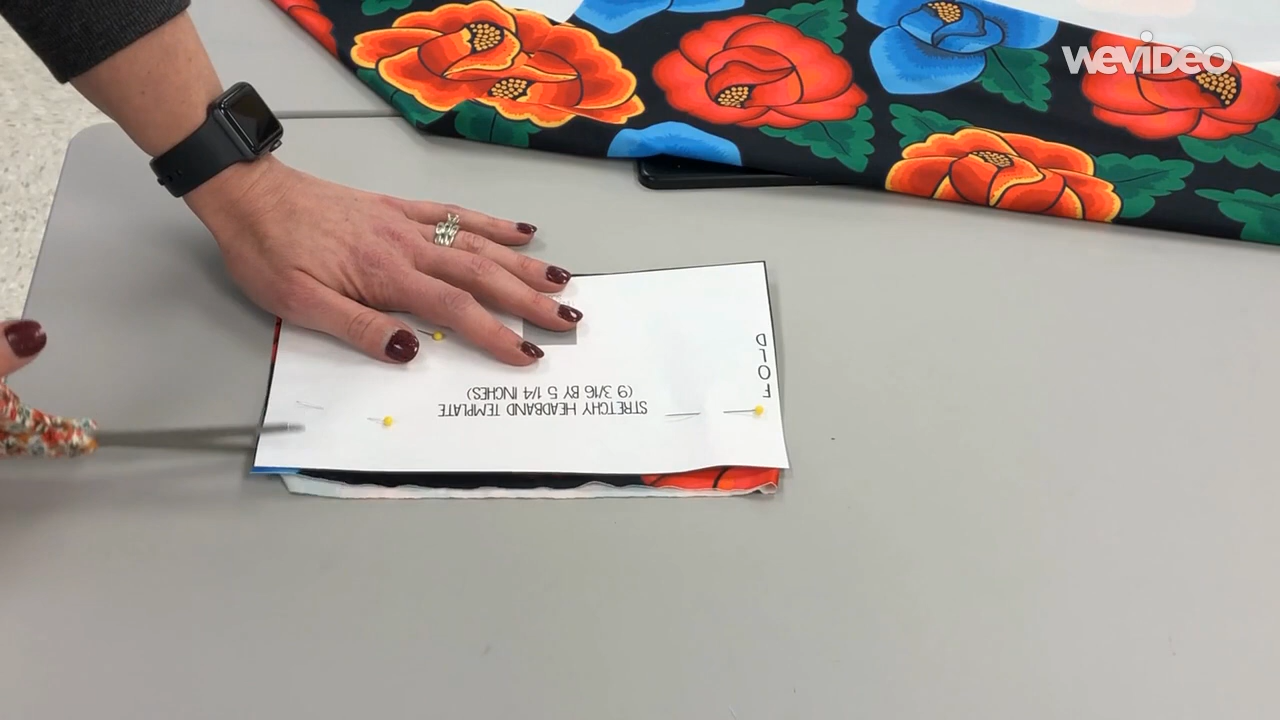 WEVIDEO
FOLD
STRETCHY HEADBAND TEMPLATE
(9 3/16 BY 5 1/4 INCHES)